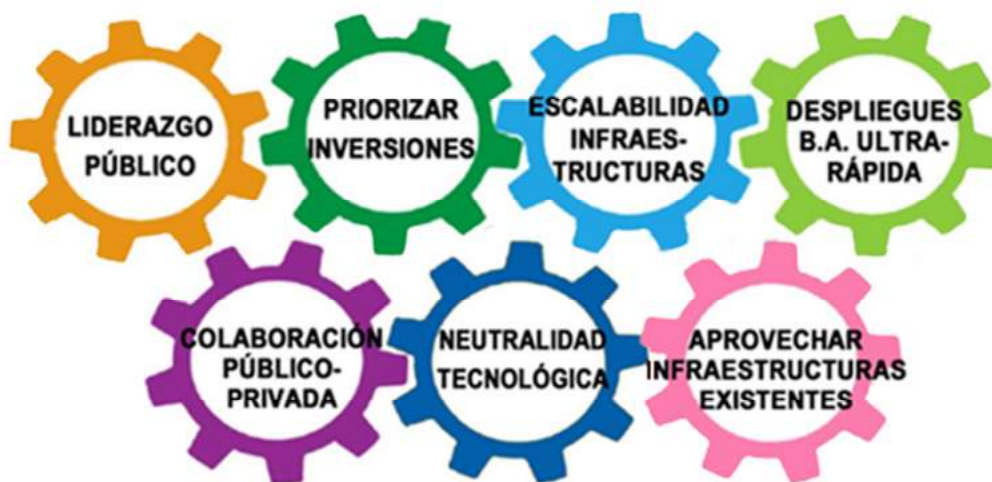 LIDERAZGO
PÚBLICO
PRIORIZAR
INVERSIONES
ESCALABILIDAD
INFRAES-
TRUCTURAS
DESPLIEGUES
B.A. ULTRA-
RÁPIDA
COLABORACIÓN
PÚBLICO-
PRIVADA
NEUTRALIDAD
TECNOLÓGICA
APROVECHAR
INFRAESTRUCTURAS
EXISTENTES